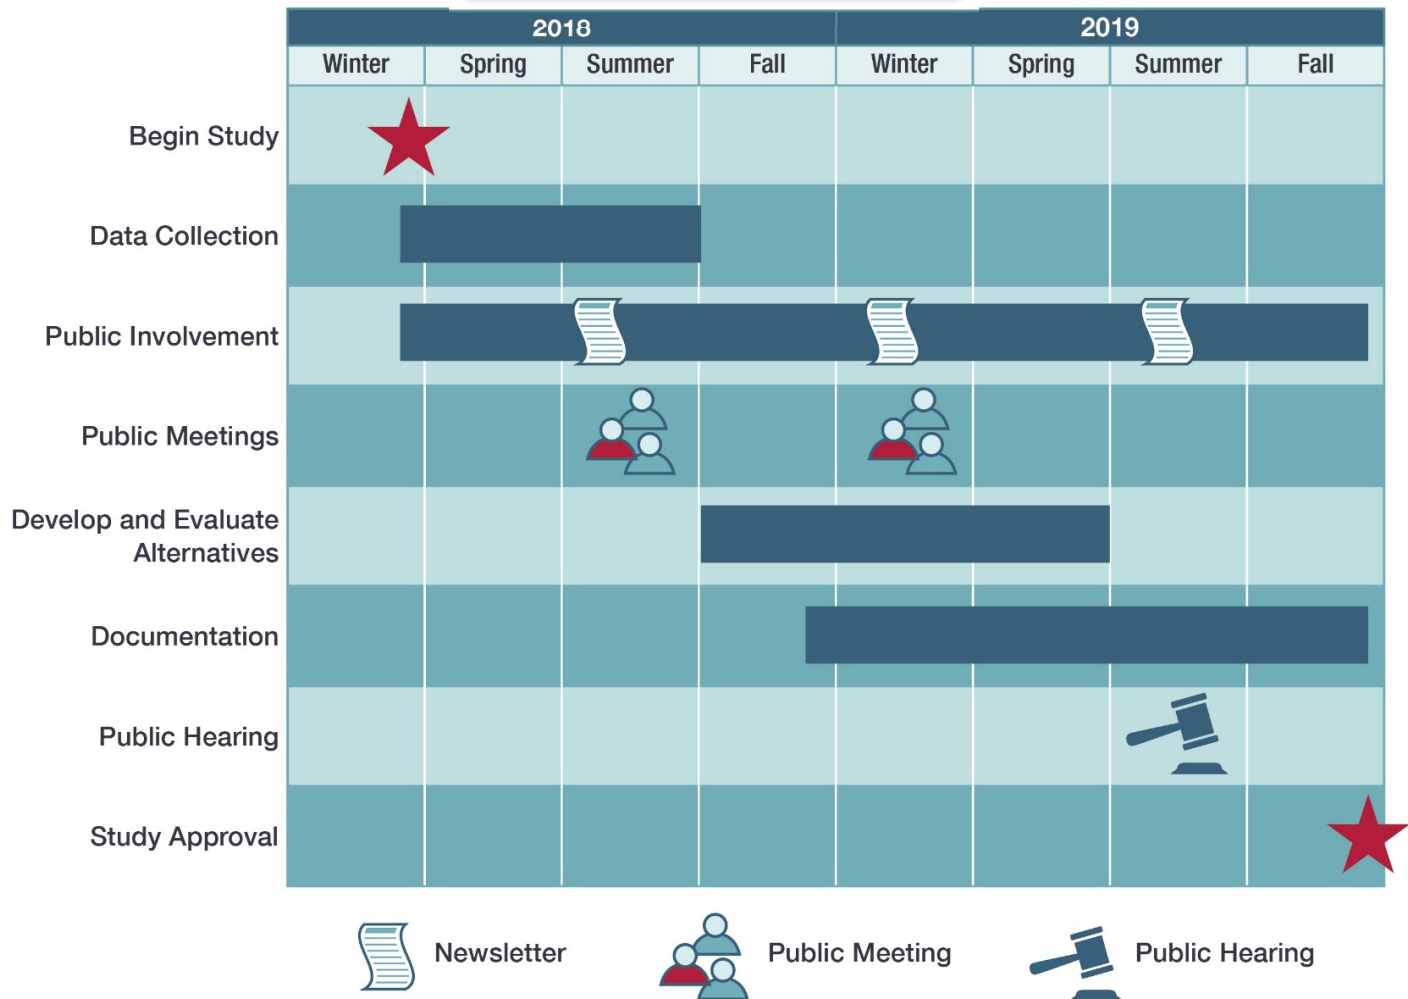 2018 2019
Winter Spring Summer Fall Winter Spring Summer Fall
Begin Study
Data Collection
Public Involvement
Public Meetings
Develop and Evaluate
Alternatives
Documentation
Public Hearing
Study Approval
Newsletter Public Meeting Public Hearing